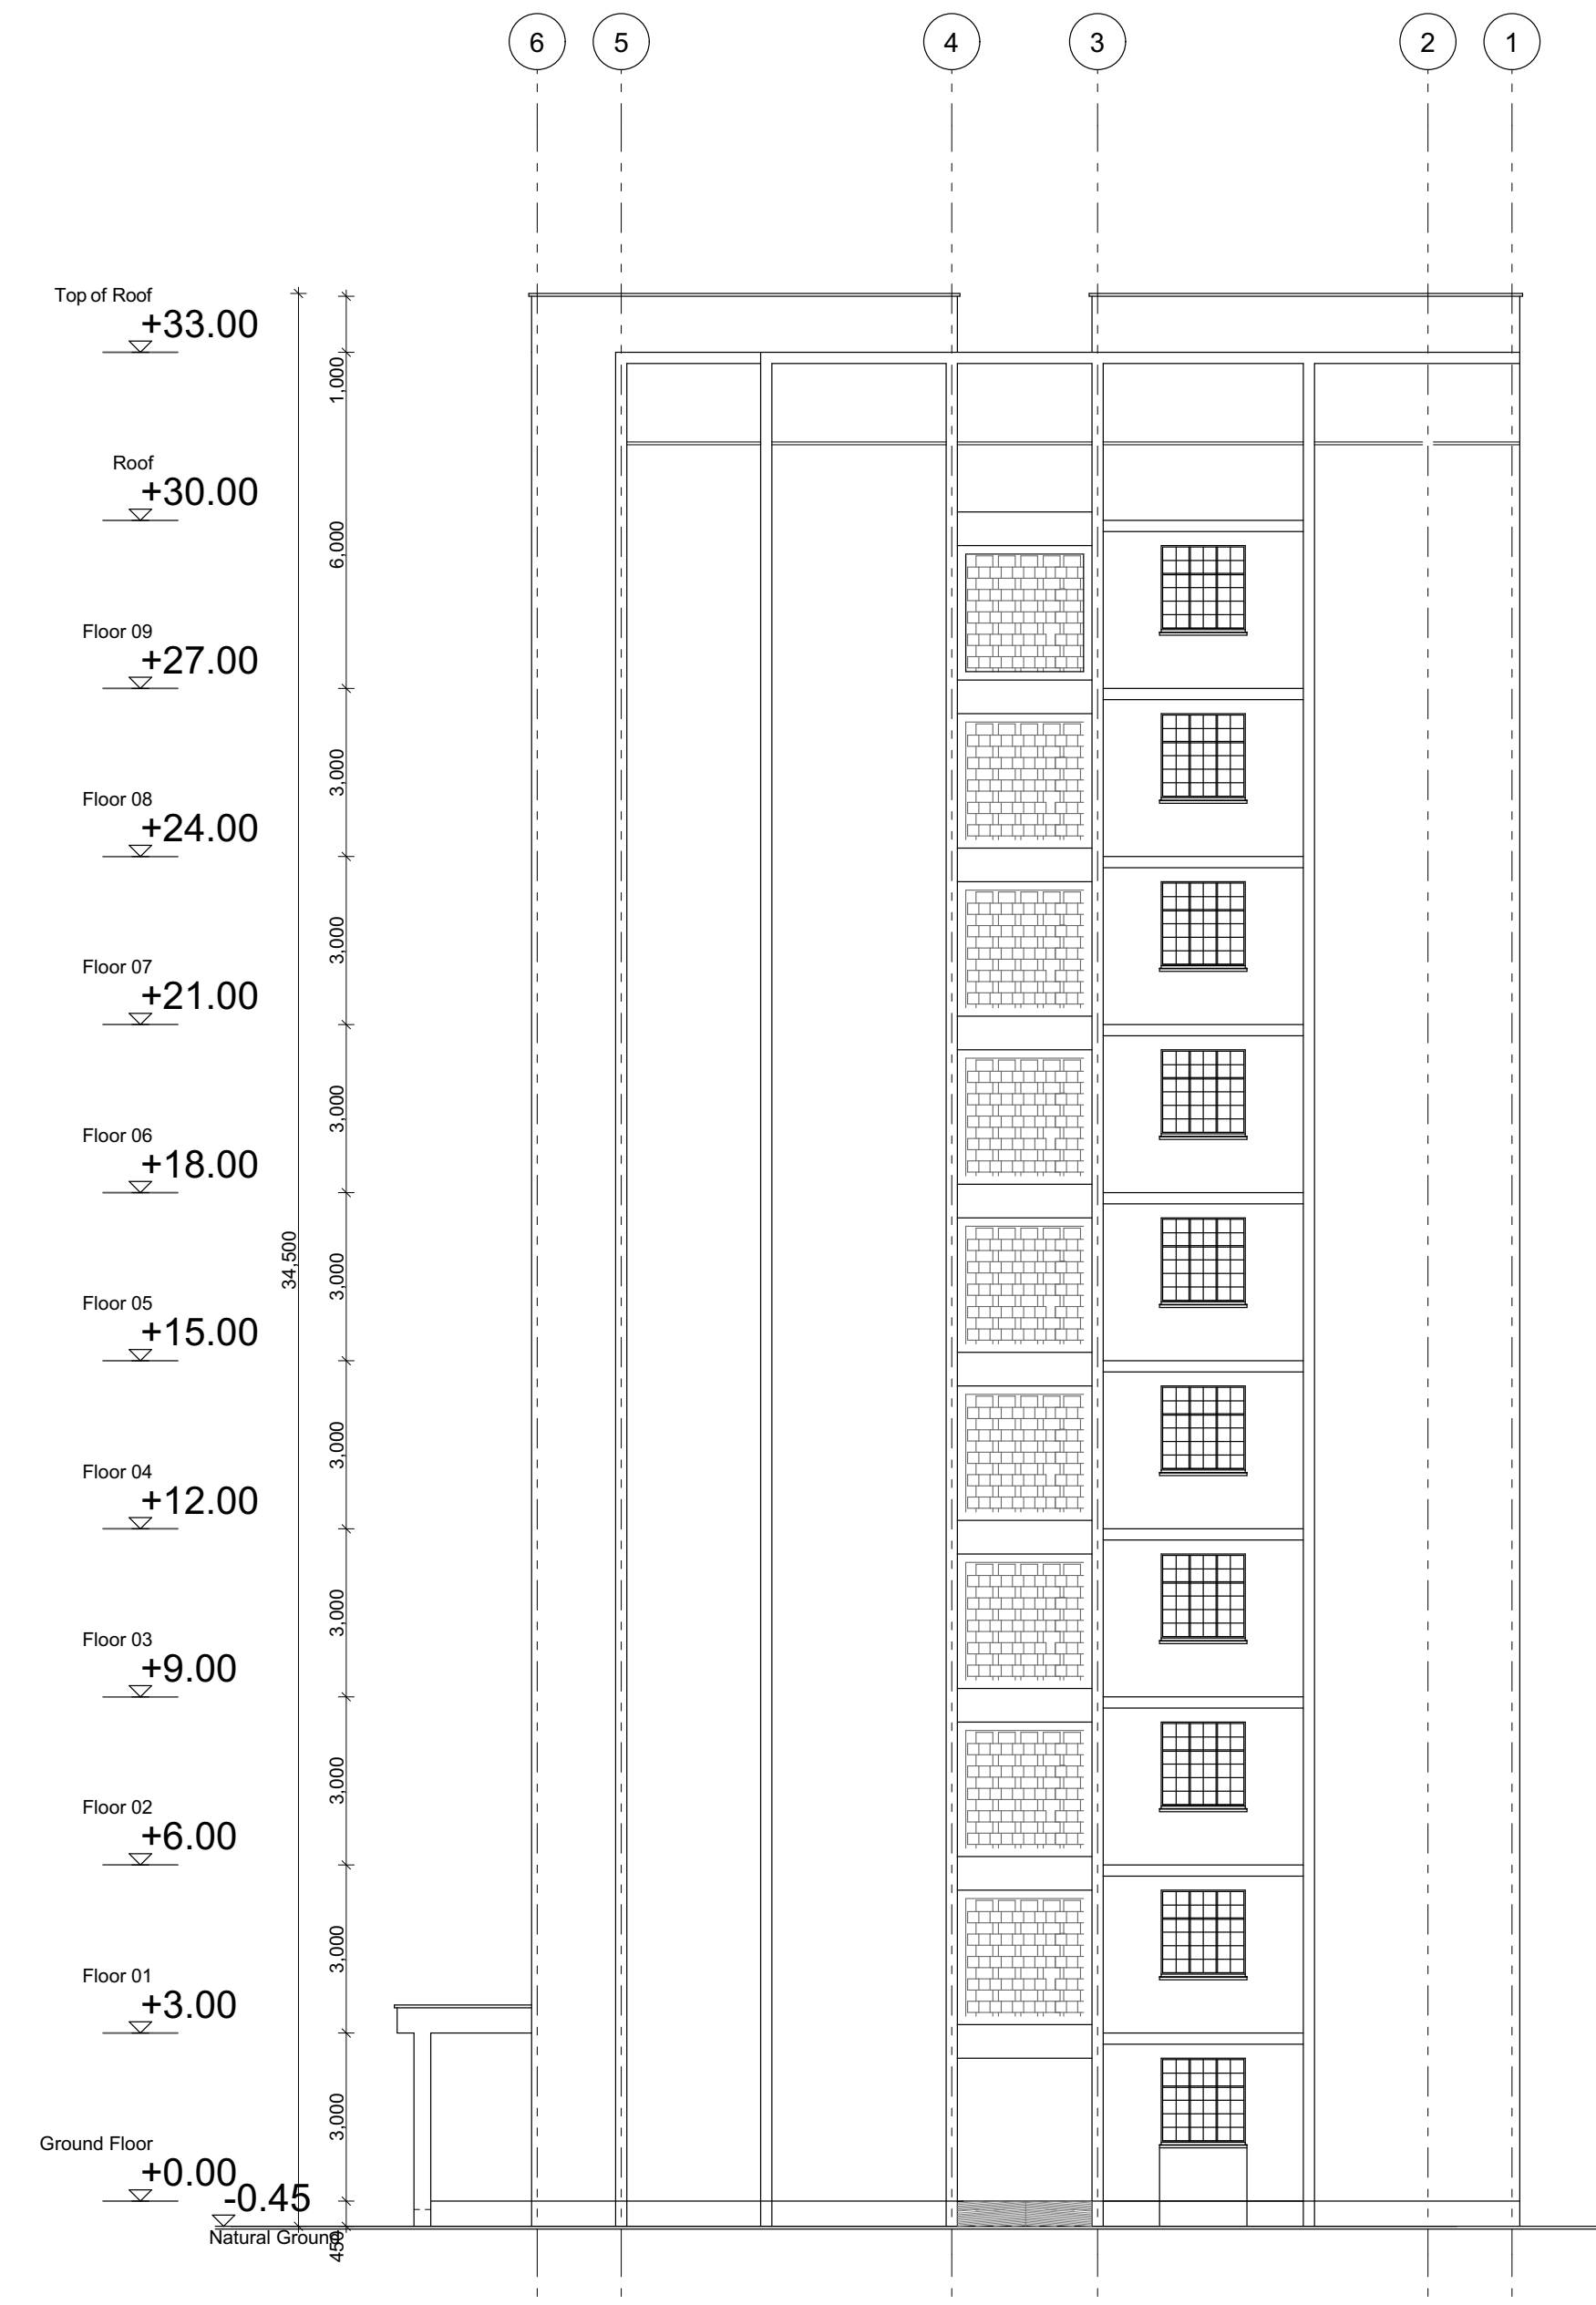 6 5 4 3 2 1
Top of Roof
+33.00
1,000
Roof
+30.00
6,000
Floor 09
+27.00
3,000
Floor 08
+24.00
3,000
Floor 07
+21.00
3,000
Floor 06
+18.00
34,500
3,000
Floor 05
+15.00
3,000
Floor 04
+12.00
3,000
Floor 03
+9.00
3,000
Floor 02
+6.00
3,000
Floor 01
+3.00
3,000
Ground Floor
+0.00
-0.45
Natural Ground
450